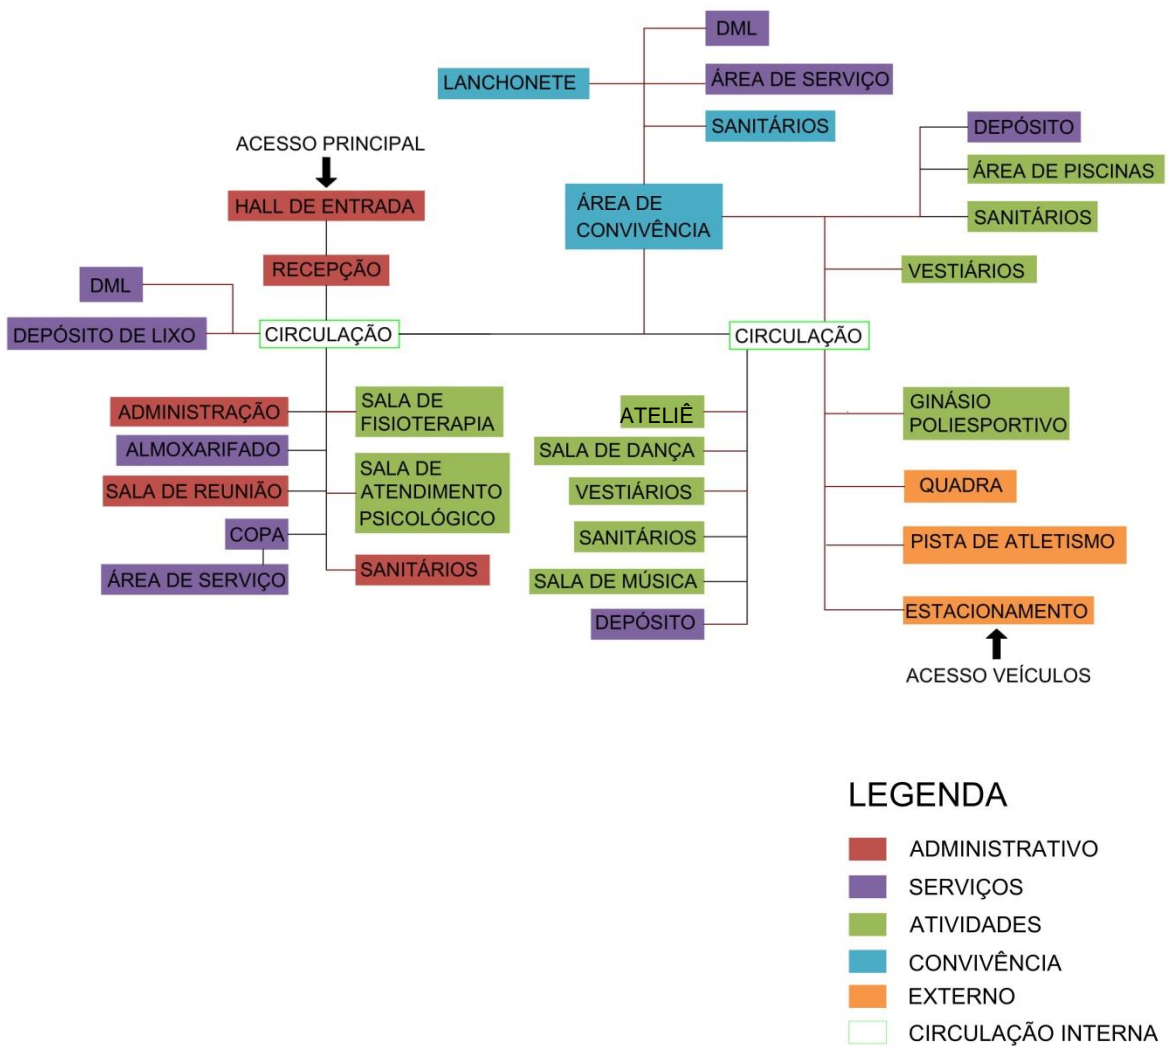 DML
LANCHONETE
ÁREA DE SERVIÇO
SANITÁRIOS
DEPÓSITO
ÁREA DE PISCINAS
SANITÁRIOS
VESTIÁRIOS
ACESSO PRINCIPAL
HALL DE ENTRADA
RECEPÇÃO
ÁREA DE
CONVIVÊNCIA
DML
DEPÓSITO DE LIXO
CIRCULAÇÃO
CIRCULAÇÃO
ADMINISTRAÇÃO
ALMOXARIFADO
SALA DE REUNIÃO
COPA
ÁREA DE SERVIÇO
SALA DE
FISIOTERAPIA
SALA DE
ATENDIMENTO
PSICOLÓGICO
SANITÁRIOS
ATELIÊ
SALA DE DANÇA
VESTIÁRIOS
SANITÁRIOS
SALA DE MÚSICA
DEPÓSITO
GINÁSIO
POLIESPORTIVO
QUADRA
PISTA DE ATLETISMO
ESTACIONAMENTO
ACESSO VEÍCULOS
LEGENDA
ADMINISTRATIVO
SERVIÇOS
ATIVIDADES
CONVIVÊNCIA
EXTERNO
CIRCULAÇÃO INTERNA